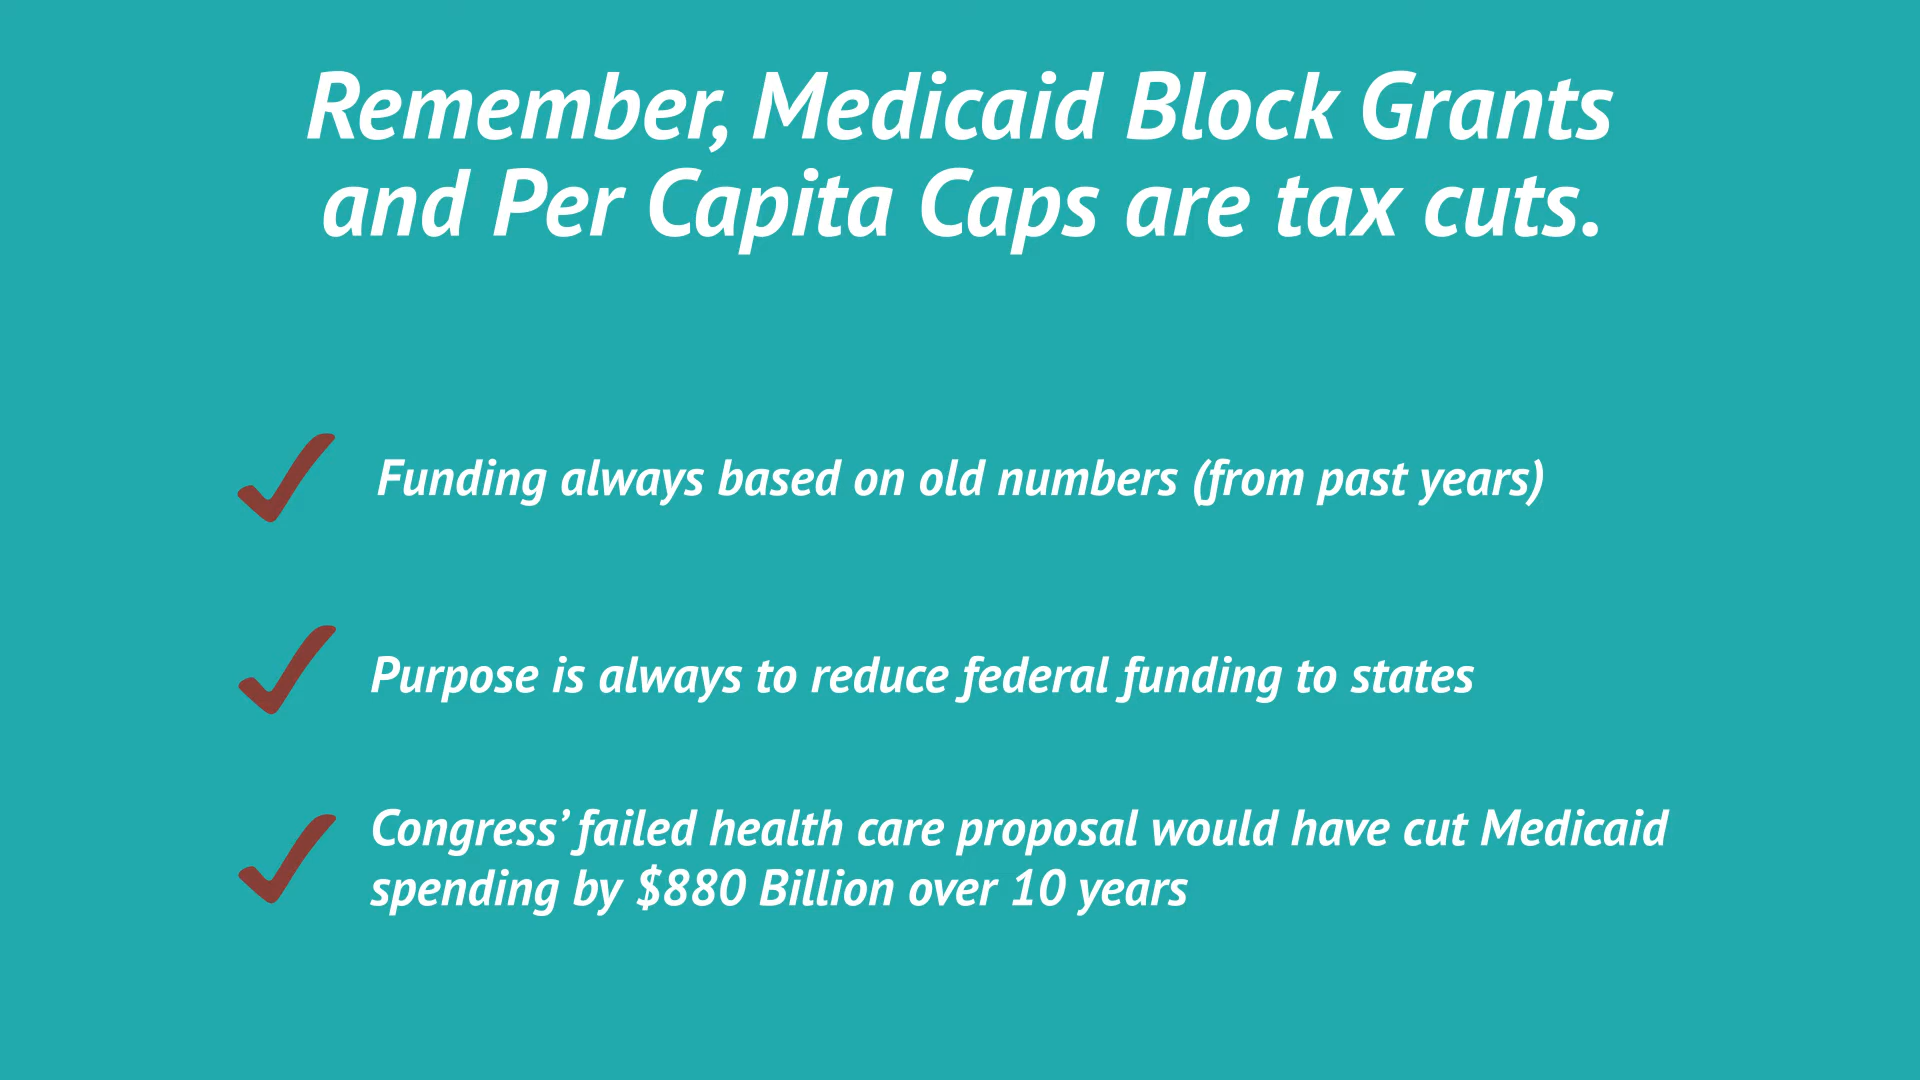 Remember, Medicaid Block Grants
and Per Capita Caps are tax cuts.
Funding always based on old numbers (from past years)
Purpose is always to reduce federal funding to states
Congress’ failed health care proposal would have cut Medicaid
spending by $880 Billion over 10 years